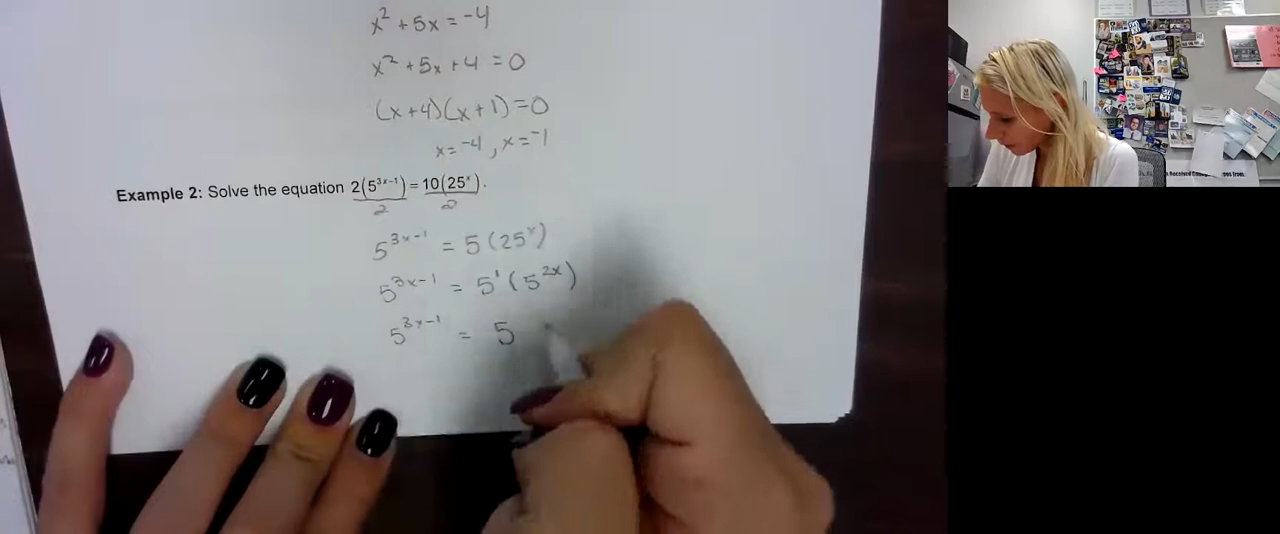 x² + 5x = -4
x² + 5x + 4 = 0
(x+4)(x+1) = 0
x = -4, x = -1
Example 2: Solve the equation 2(5³ˣ⁻¹) = 10(25ˣ).
2 2
5³ˣ⁻¹ = 5(25ˣ)
5³ˣ⁻¹ = 5¹(5²ˣ)
5³ˣ⁻¹ = 5